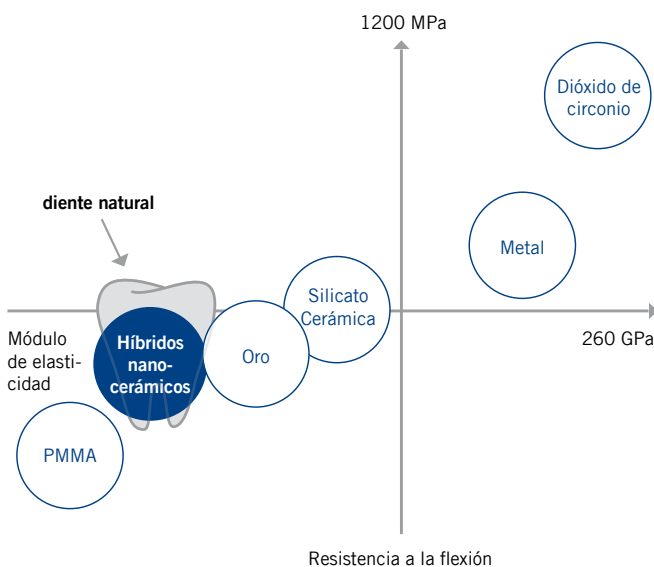 1200 MPa
Dióxido de
circonio
diente natural
Metal
Silicato
Cerámica
260 GPa
Módulo
de elasti-
cidad
Híbridos
nano-
cerámicos
Oro
PMMA
Resistencia a la flexión